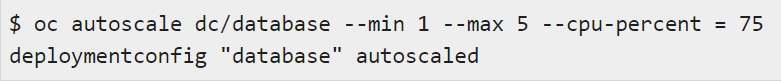 $ oc autoscale dc/database --min 1 --max 5 --cpu-percent = 75
deploymentconfig "database" autoscaled